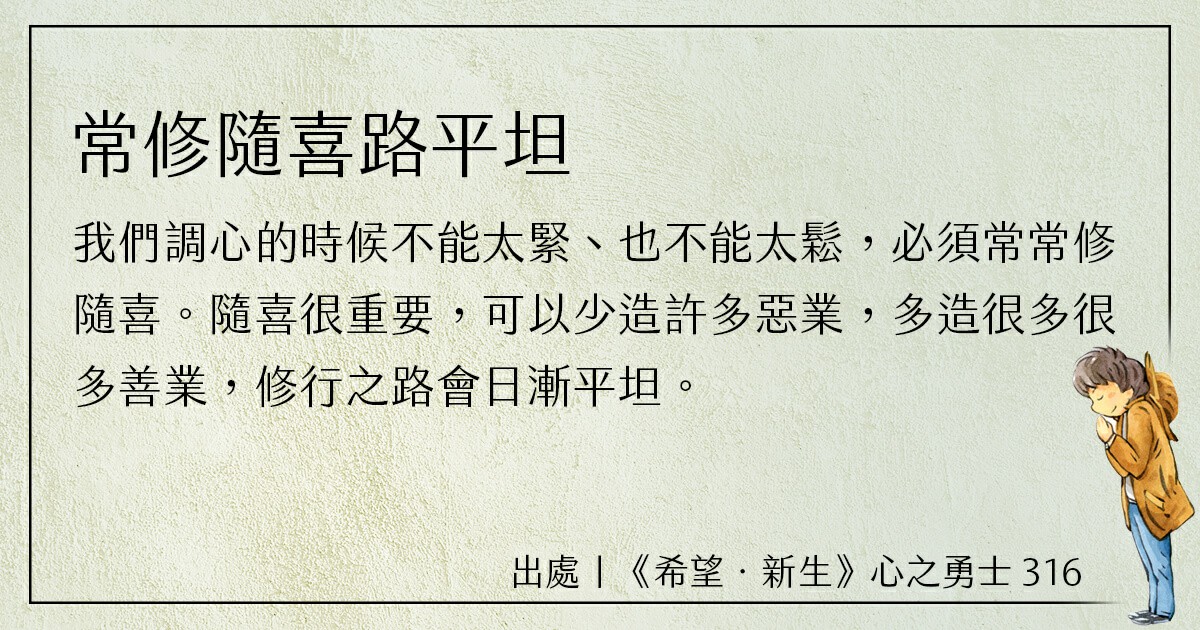 常修隨喜路平坦
我們調心的時候不能太緊、也不能太鬆，必須常常修
隨喜。隨喜很重要，可以少造許多惡業，多造很多很
多善業，修行之路會日漸平坦。
出處｜《希望·新生》心之勇士 316